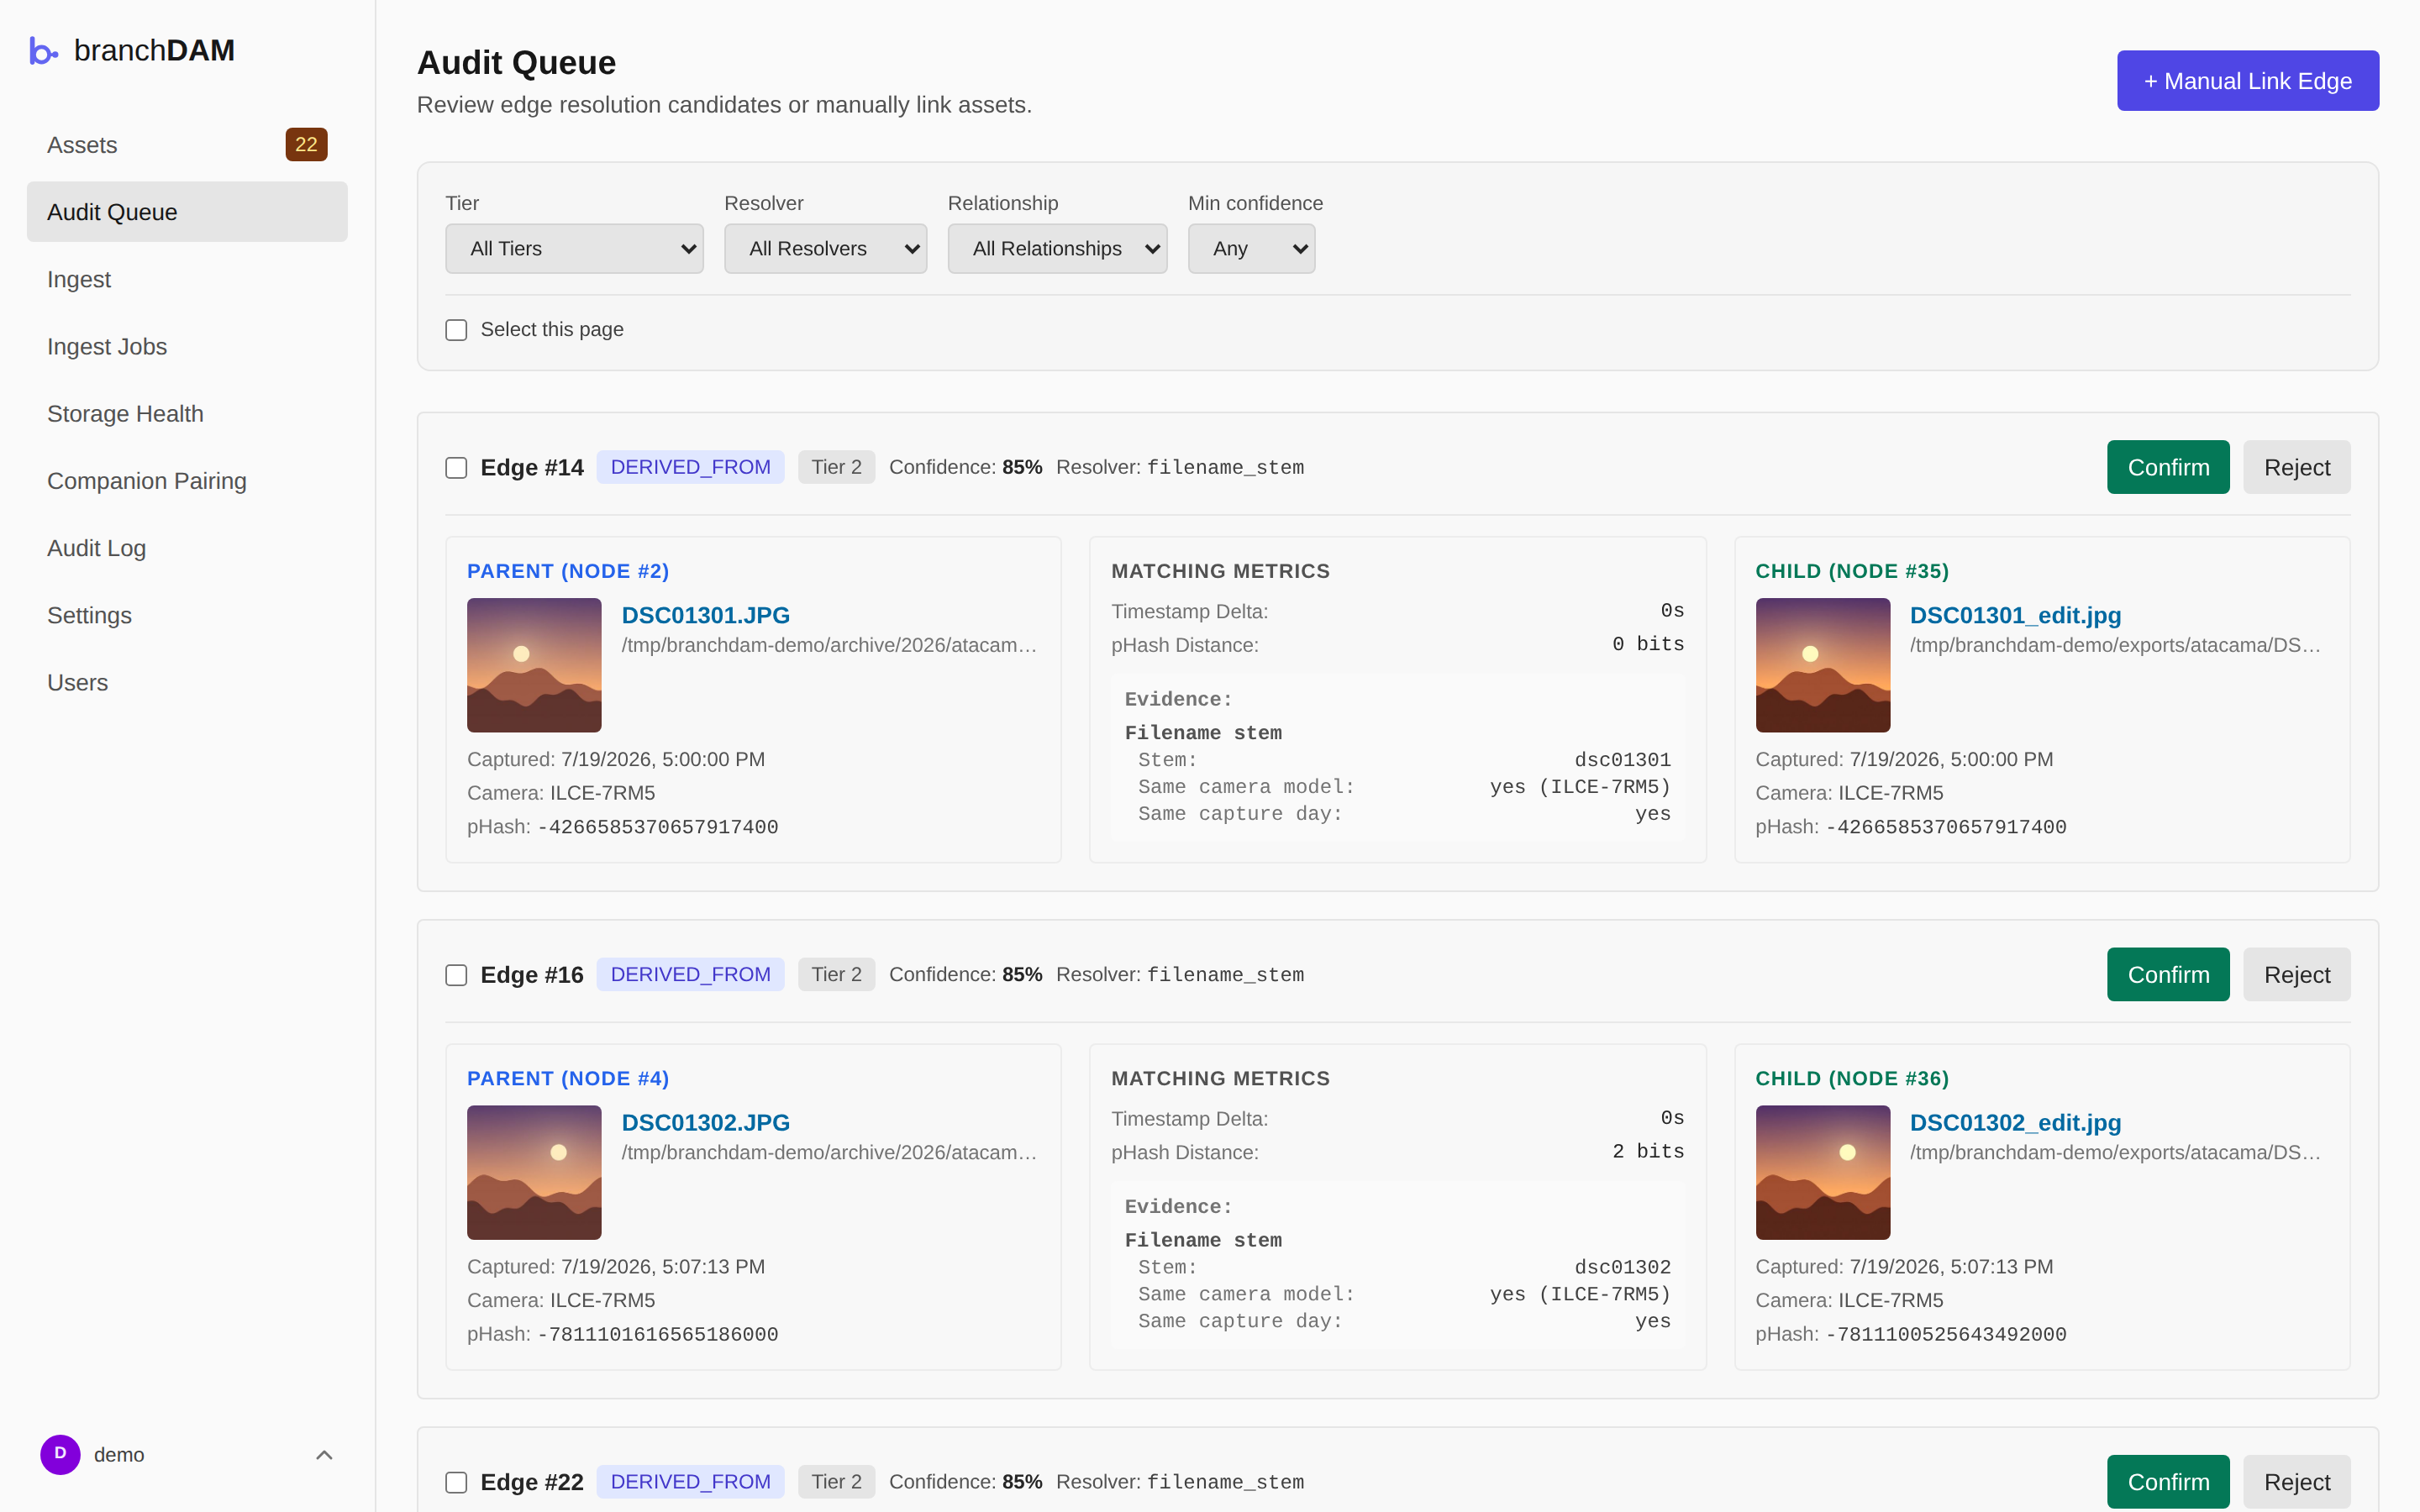 branchDAM
Assets 22
Audit Queue
Ingest
Ingest Jobs
Storage Health
Companion Pairing
Audit Log
Settings
Users
D demo
Audit Queue
Review edge resolution candidates or manually link assets.
+ Manual Link Edge
Tier Resolver Relationship Min confidence
All Tiers All Resolvers All Relationships Any
Select this page
Edge #14 DERIVED_FROM Tier 2 Confidence: 85% Resolver: filename_stem Confirm Reject
PARENT (NODE #2)
DSC01301.JPG
/tmp/branchdam-demo/archive/2026/atacam…
Captured: 7/19/2026, 5:00:00 PM
Camera: ILCE-7RM5
pHash: -4266585370657917400
MATCHING METRICS
Timestamp Delta: 0s
pHash Distance: 0 bits
Evidence:
Filename stem
Stem: dsc01301
Same camera model: yes (ILCE-7RM5)
Same capture day: yes
CHILD (NODE #35)
DSC01301_edit.jpg
/tmp/branchdam-demo/exports/atacama/DS…
Captured: 7/19/2026, 5:00:00 PM
Camera: ILCE-7RM5
pHash: -4266585370657917400
Edge #16 DERIVED_FROM Tier 2 Confidence: 85% Resolver: filename_stem Confirm Reject
PARENT (NODE #4)
DSC01302.JPG
/tmp/branchdam-demo/archive/2026/atacam…
Captured: 7/19/2026, 5:07:13 PM
Camera: ILCE-7RM5
pHash: -7811101616565186000
MATCHING METRICS
Timestamp Delta: 0s
pHash Distance: 2 bits
Evidence:
Filename stem
Stem: dsc01302
Same camera model: yes (ILCE-7RM5)
Same capture day: yes
CHILD (NODE #36)
DSC01302_edit.jpg
/tmp/branchdam-demo/exports/atacama/DS…
Captured: 7/19/2026, 5:07:13 PM
Camera: ILCE-7RM5
pHash: -7811100525643492000
Edge #22 DERIVED_FROM Tier 2 Confidence: 85% Resolver: filename_stem Confirm Reject